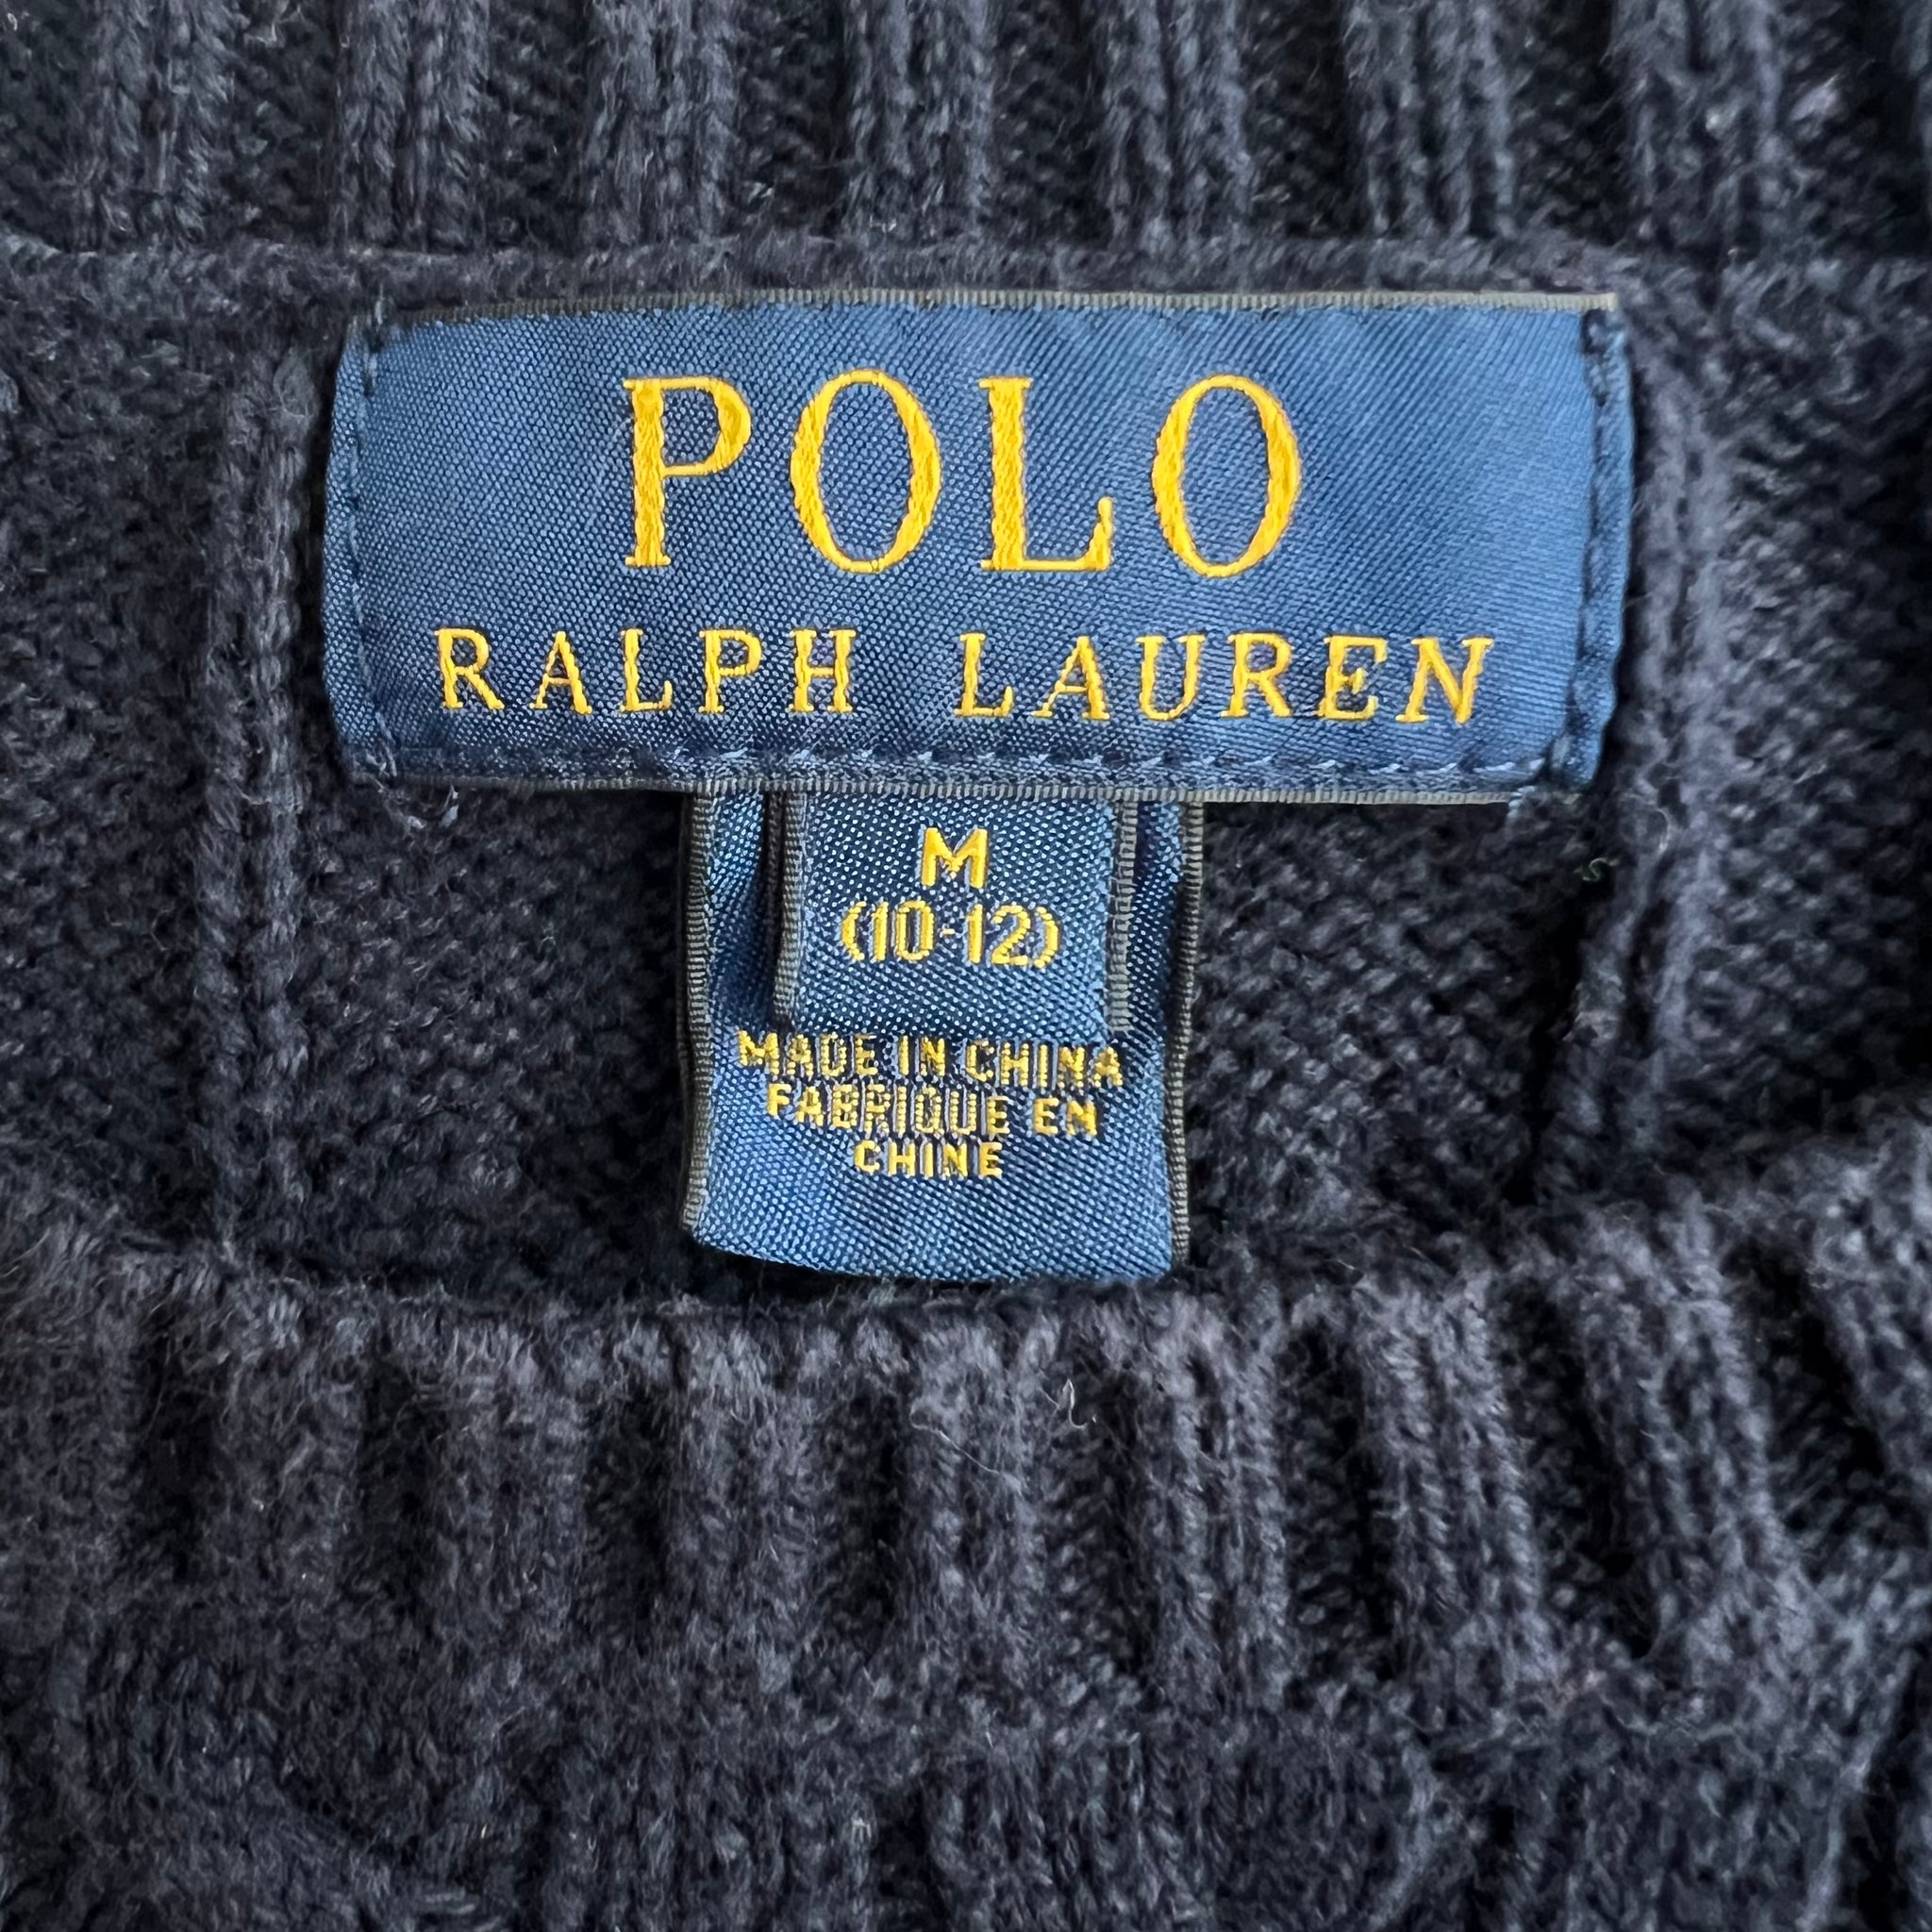 POLO
RALPH LAUREN
M
(10-12)
MADE IN CHINA
FABRIQUE EN
CHINE